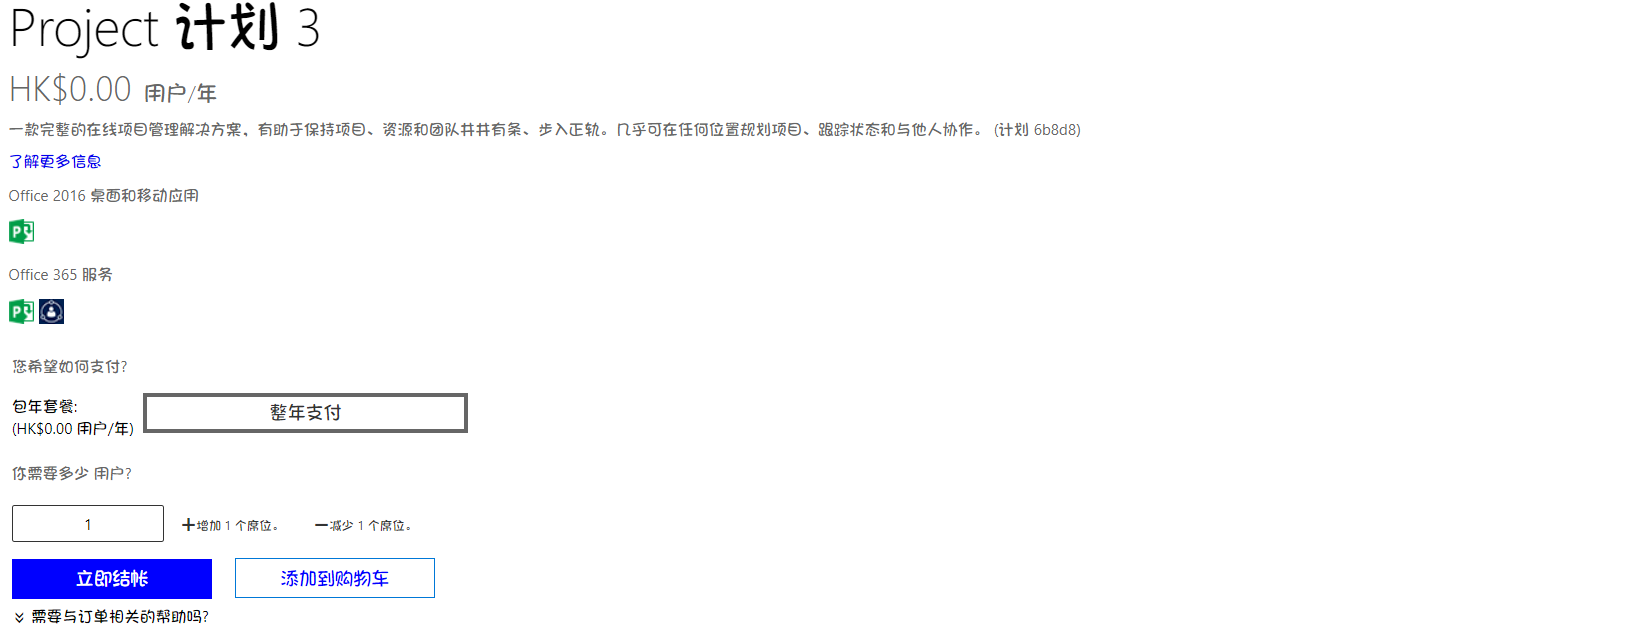 Project 计划 3
HK$0.00 用户/年
一款完整的在线项目管理解决方案，有助于保持项目、资源和团队井井有条、步入正轨。几乎可在任何位置规划项目、跟踪状态和与他人协作。 (计划 6b8d8)
了解更多信息
Office 2016 桌面和移动应用
Office 365 服务
您希望如何支付?
包年套餐:
(HK$0.00 用户/年)
整年支付
你需要多少 用户?
1
+增加 1 个席位。
—减少 1 个席位。
立即结帐
添加到购物车
需要与订单相关的帮助吗?